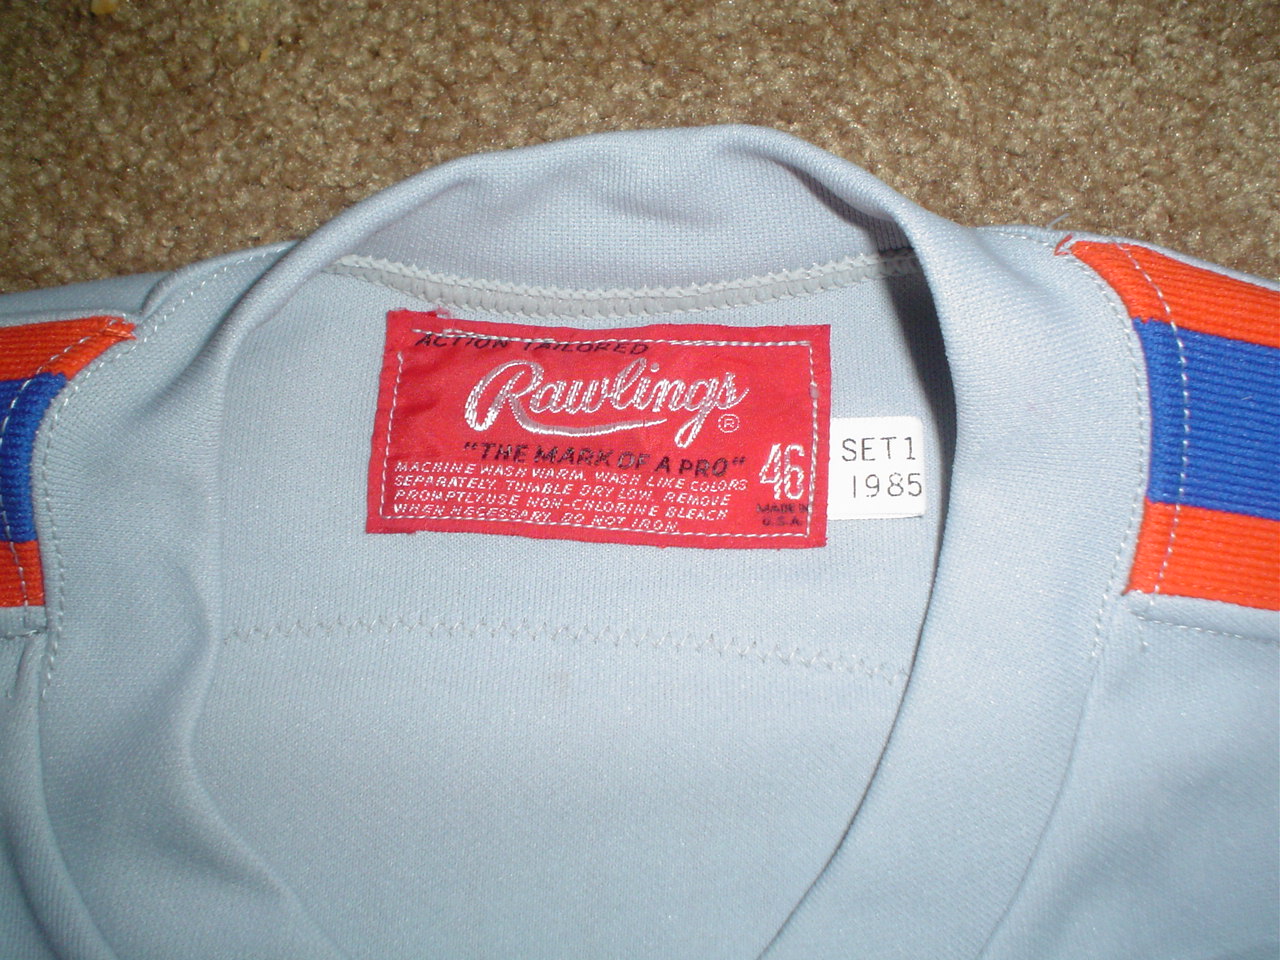 ACTION TAILORED
Rawlings®
"THE MARK OF A PRO"
MACHINE WASH WARM. WASH LIKE COLORS
SEPARATELY. TUMBLE DRY LOW. REMOVE
PROMPTLY.USE NON-CHLORINE BLEACH
WHEN NECESSARY. DO NOT IRON.
46
MADE IN
U.S.A.
SET1
1985